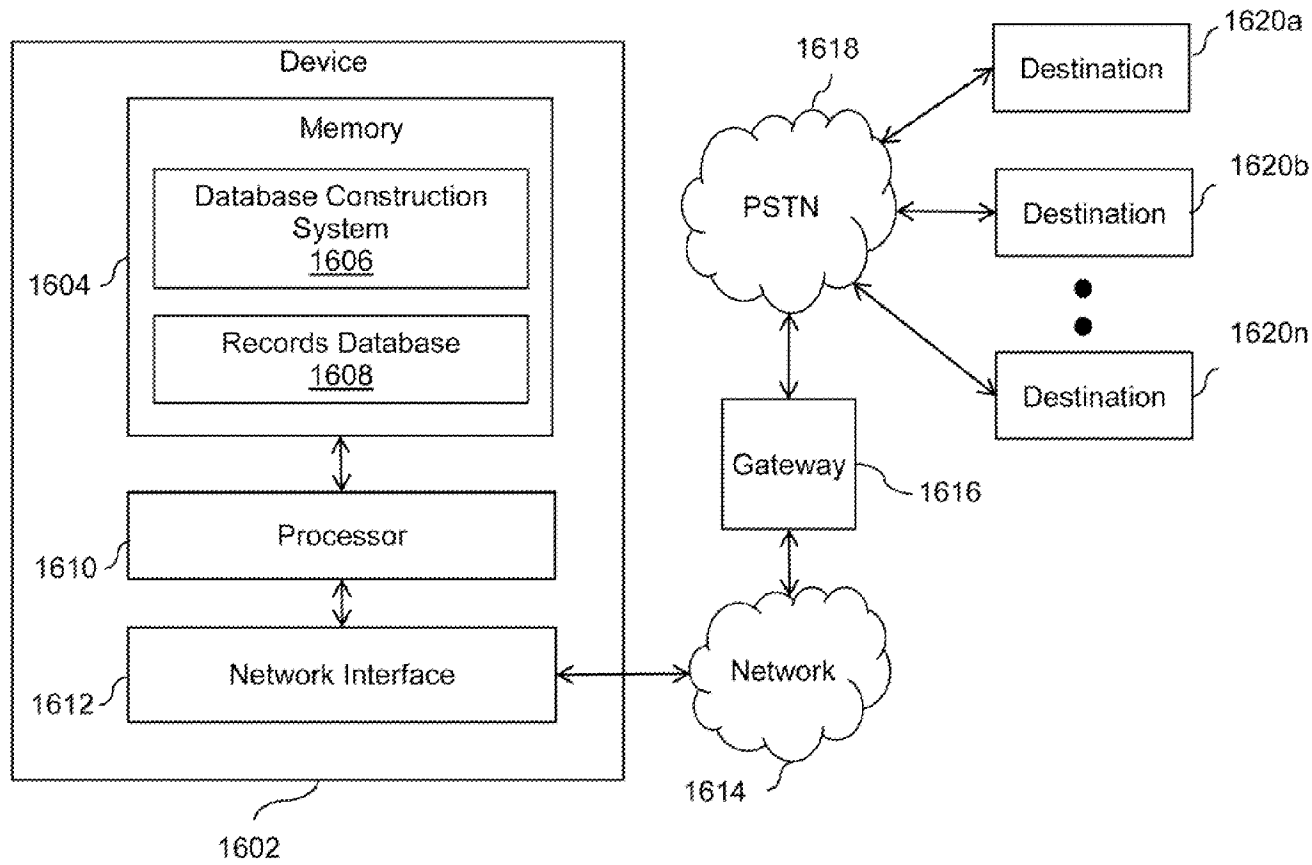 Device
Memory
Database Construction
System
1606
Records Database
1608
1604
Processor
1610
Network Interface
1612
1602
1618
PSTN
Gateway
1616
Network
1614
1620a
Destination
1620b
Destination
1620n
Destination